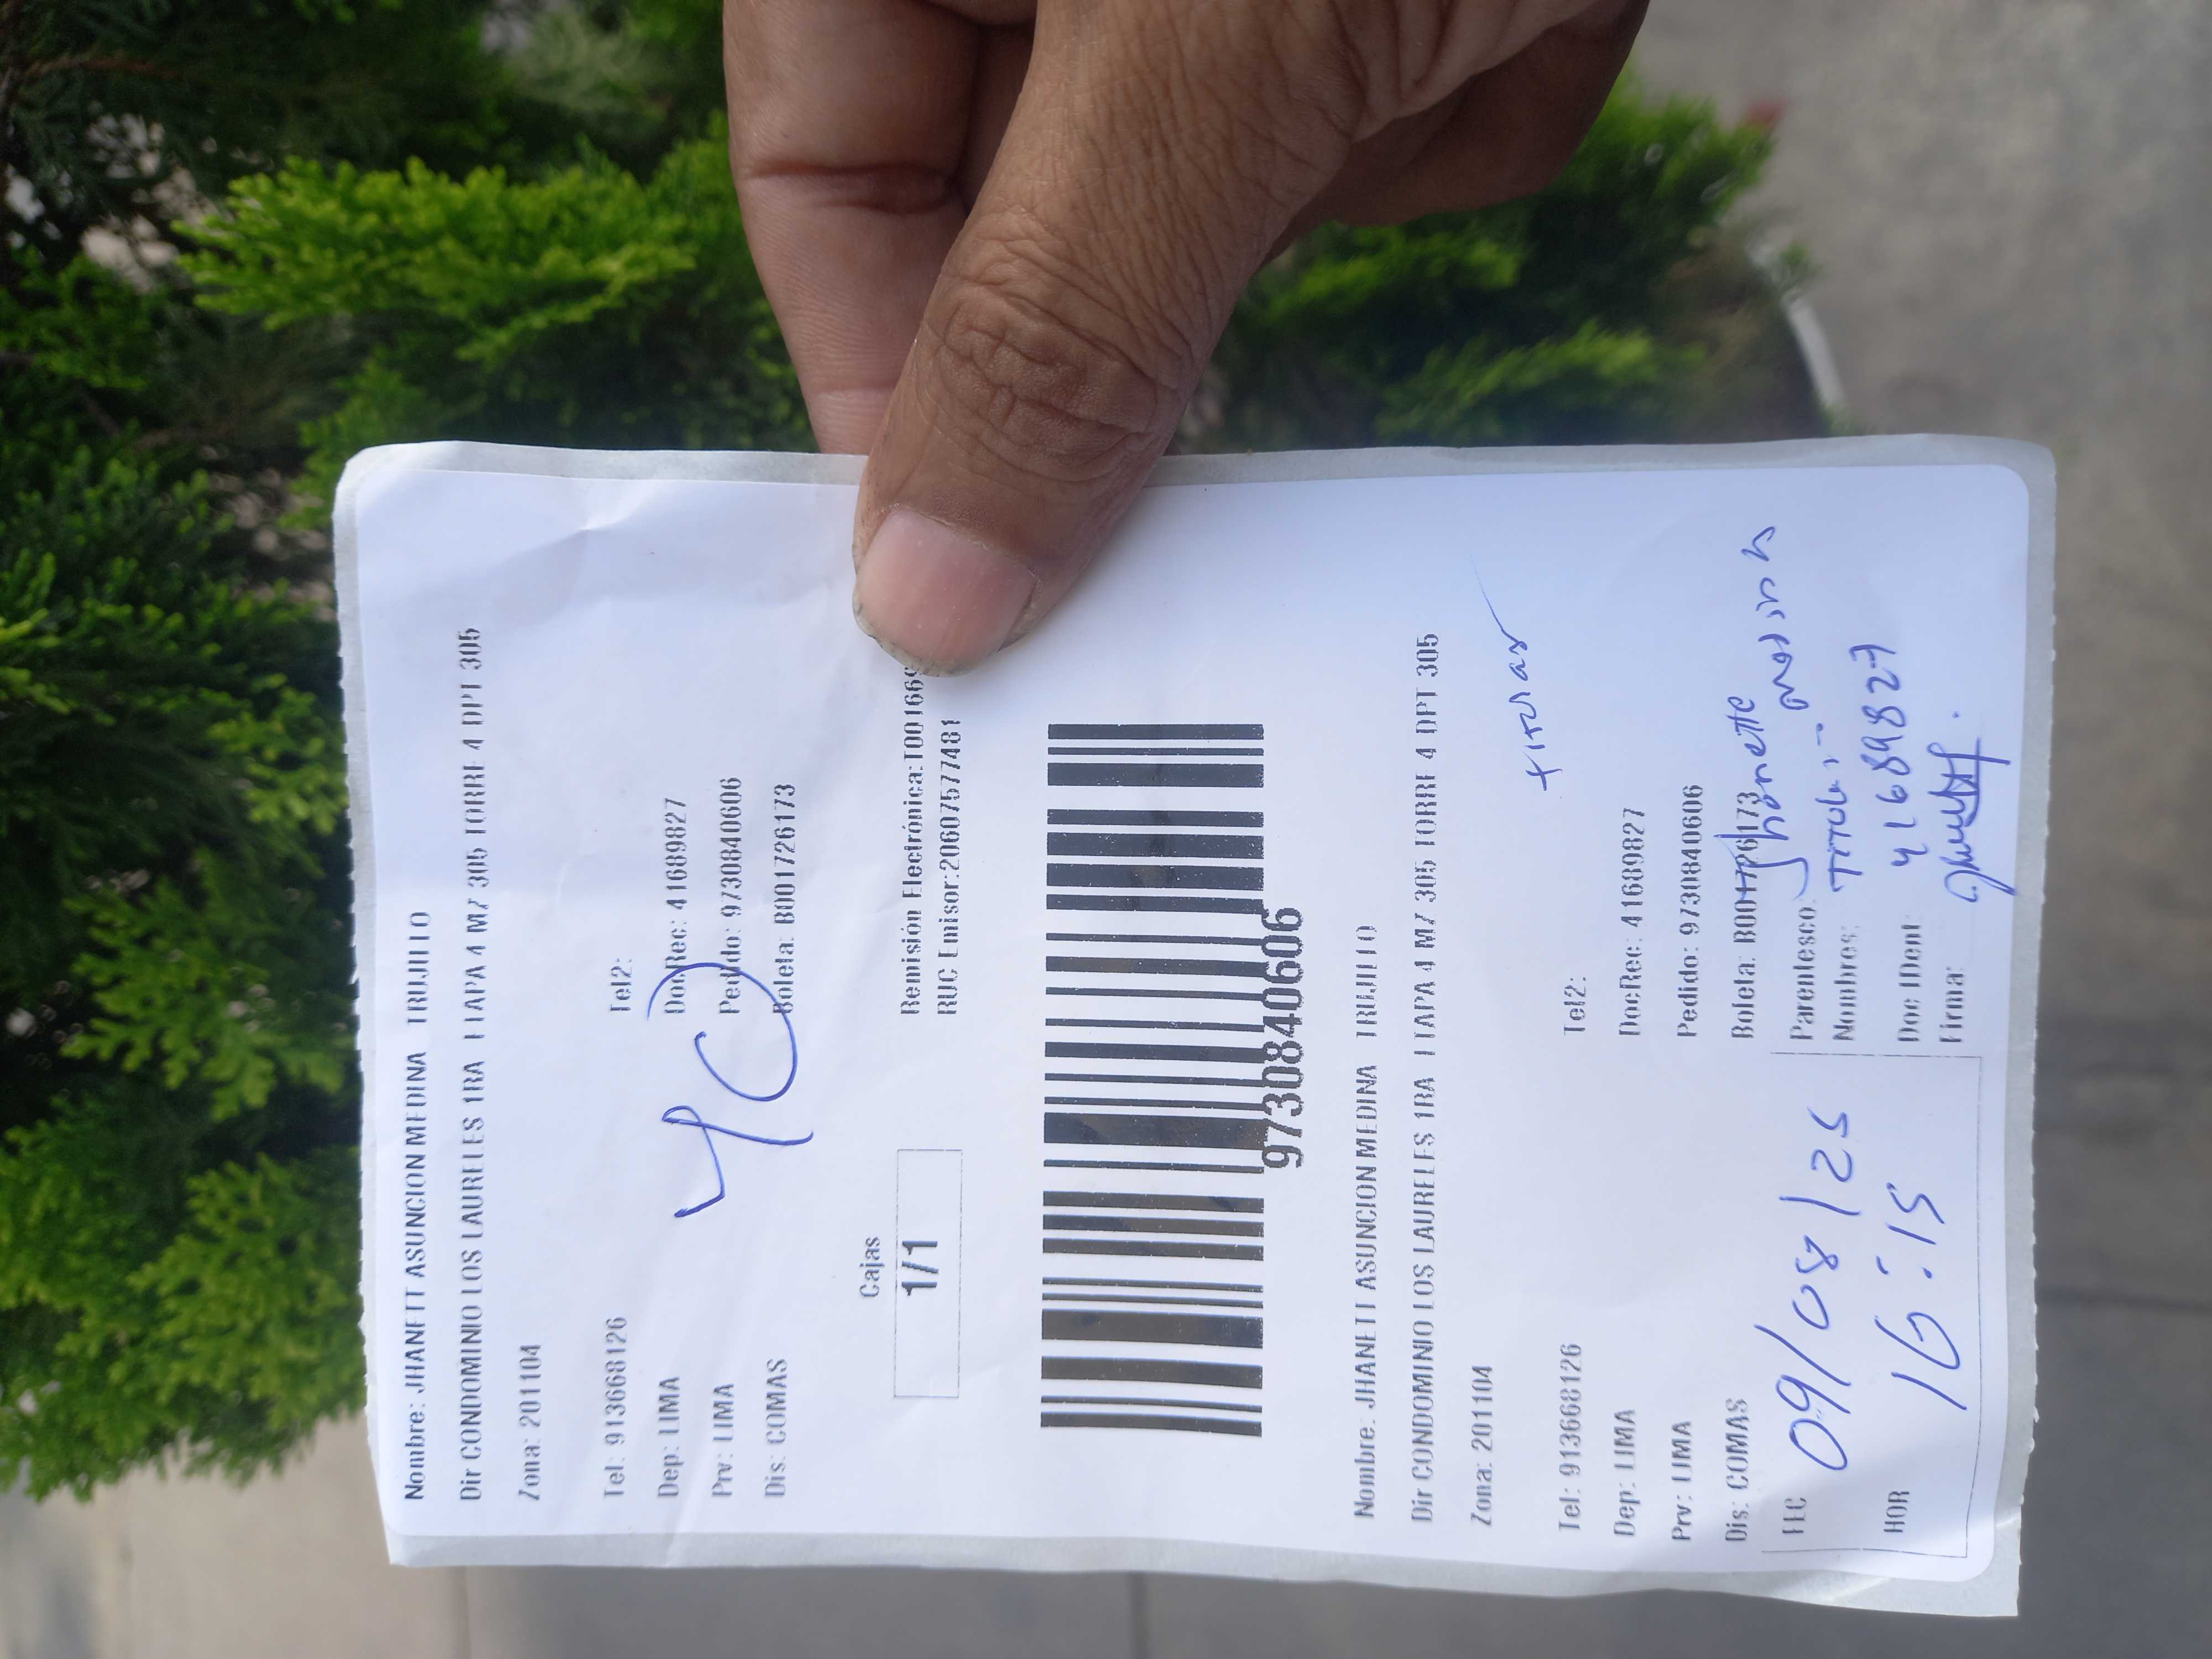 Nombre: JHANETT ASUNCION MEDINA TRUJILLO
Dir CONDOMINIO LOS LAURELES 1RA ETAPA 4 MZ 305 TORRE 4 DPT 305
Zona: 201104
Tel: 913668126 Tel2:
Dep: LIMA DocRec: 41689827
Prv: LIMA Pedido: 9730840606
Dis: COMAS Boleta: B001726173
Cajas
1/1
Remisión Electrónica: T00166
RUC Emisor: 20607577481
9730840606
Nombre: JHANETT ASUNCION MEDINA TRUJILLO
Dir CONDOMINIO LOS LAURELES 1RA ETAPA 4 MZ 305 TORRE 4 DPT 305
Zona: 201104
Tel: 913668126 Tel2:
Dep: LIMA DocRec: 41689827
Prv: LIMA Pedido: 9730840606
Dis: COMAS Boleta: B001726173
FEC 09/08/25 Parentesco: Jhanette Medina
Nombres: Titular
HOR 16:15 Doc IDent: 41689827
Firma: